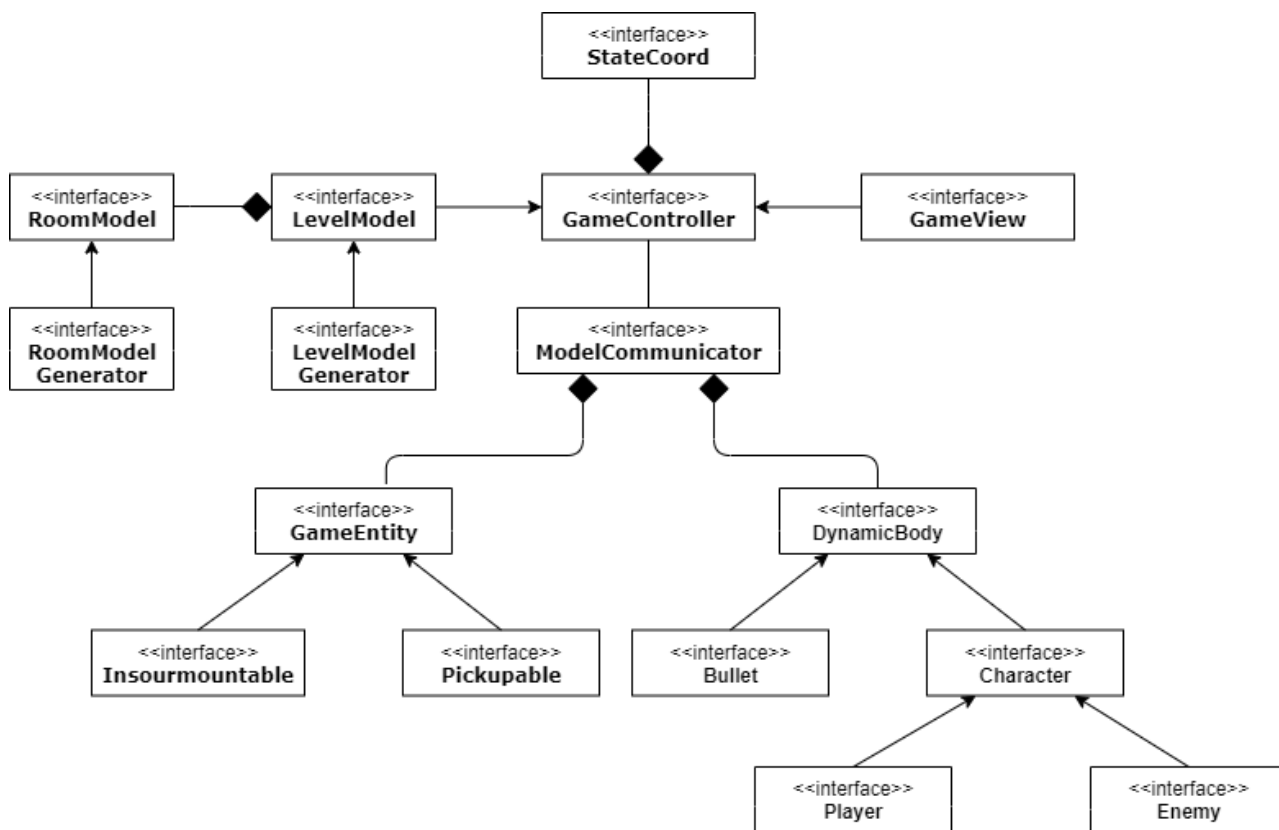 <<interface>>
StateCoord
<<interface>>
RoomModel
<<interface>>
LevelModel
<<interface>>
GameController
<<interface>>
GameView
<<interface>>
RoomModel
Generator
<<interface>>
LevelModel
Generator
<<interface>>
ModelCommunicator
<<interface>>
GameEntity
<<interface>>
DynamicBody
<<interface>>
Insourmountable
<<interface>>
Pickupable
<<interface>>
Bullet
<<interface>>
Character
<<interface>>
Player
<<interface>>
Enemy